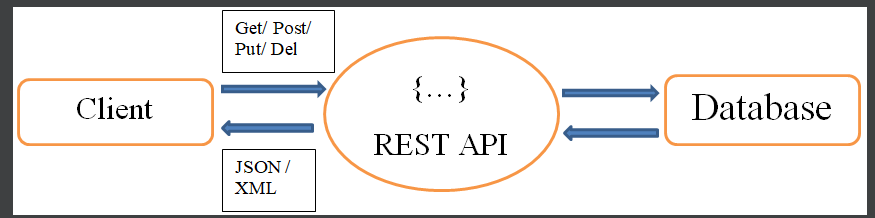 Get/ Post/
Put/ Del
Client
{...}
REST API
Database
JSON /
XML